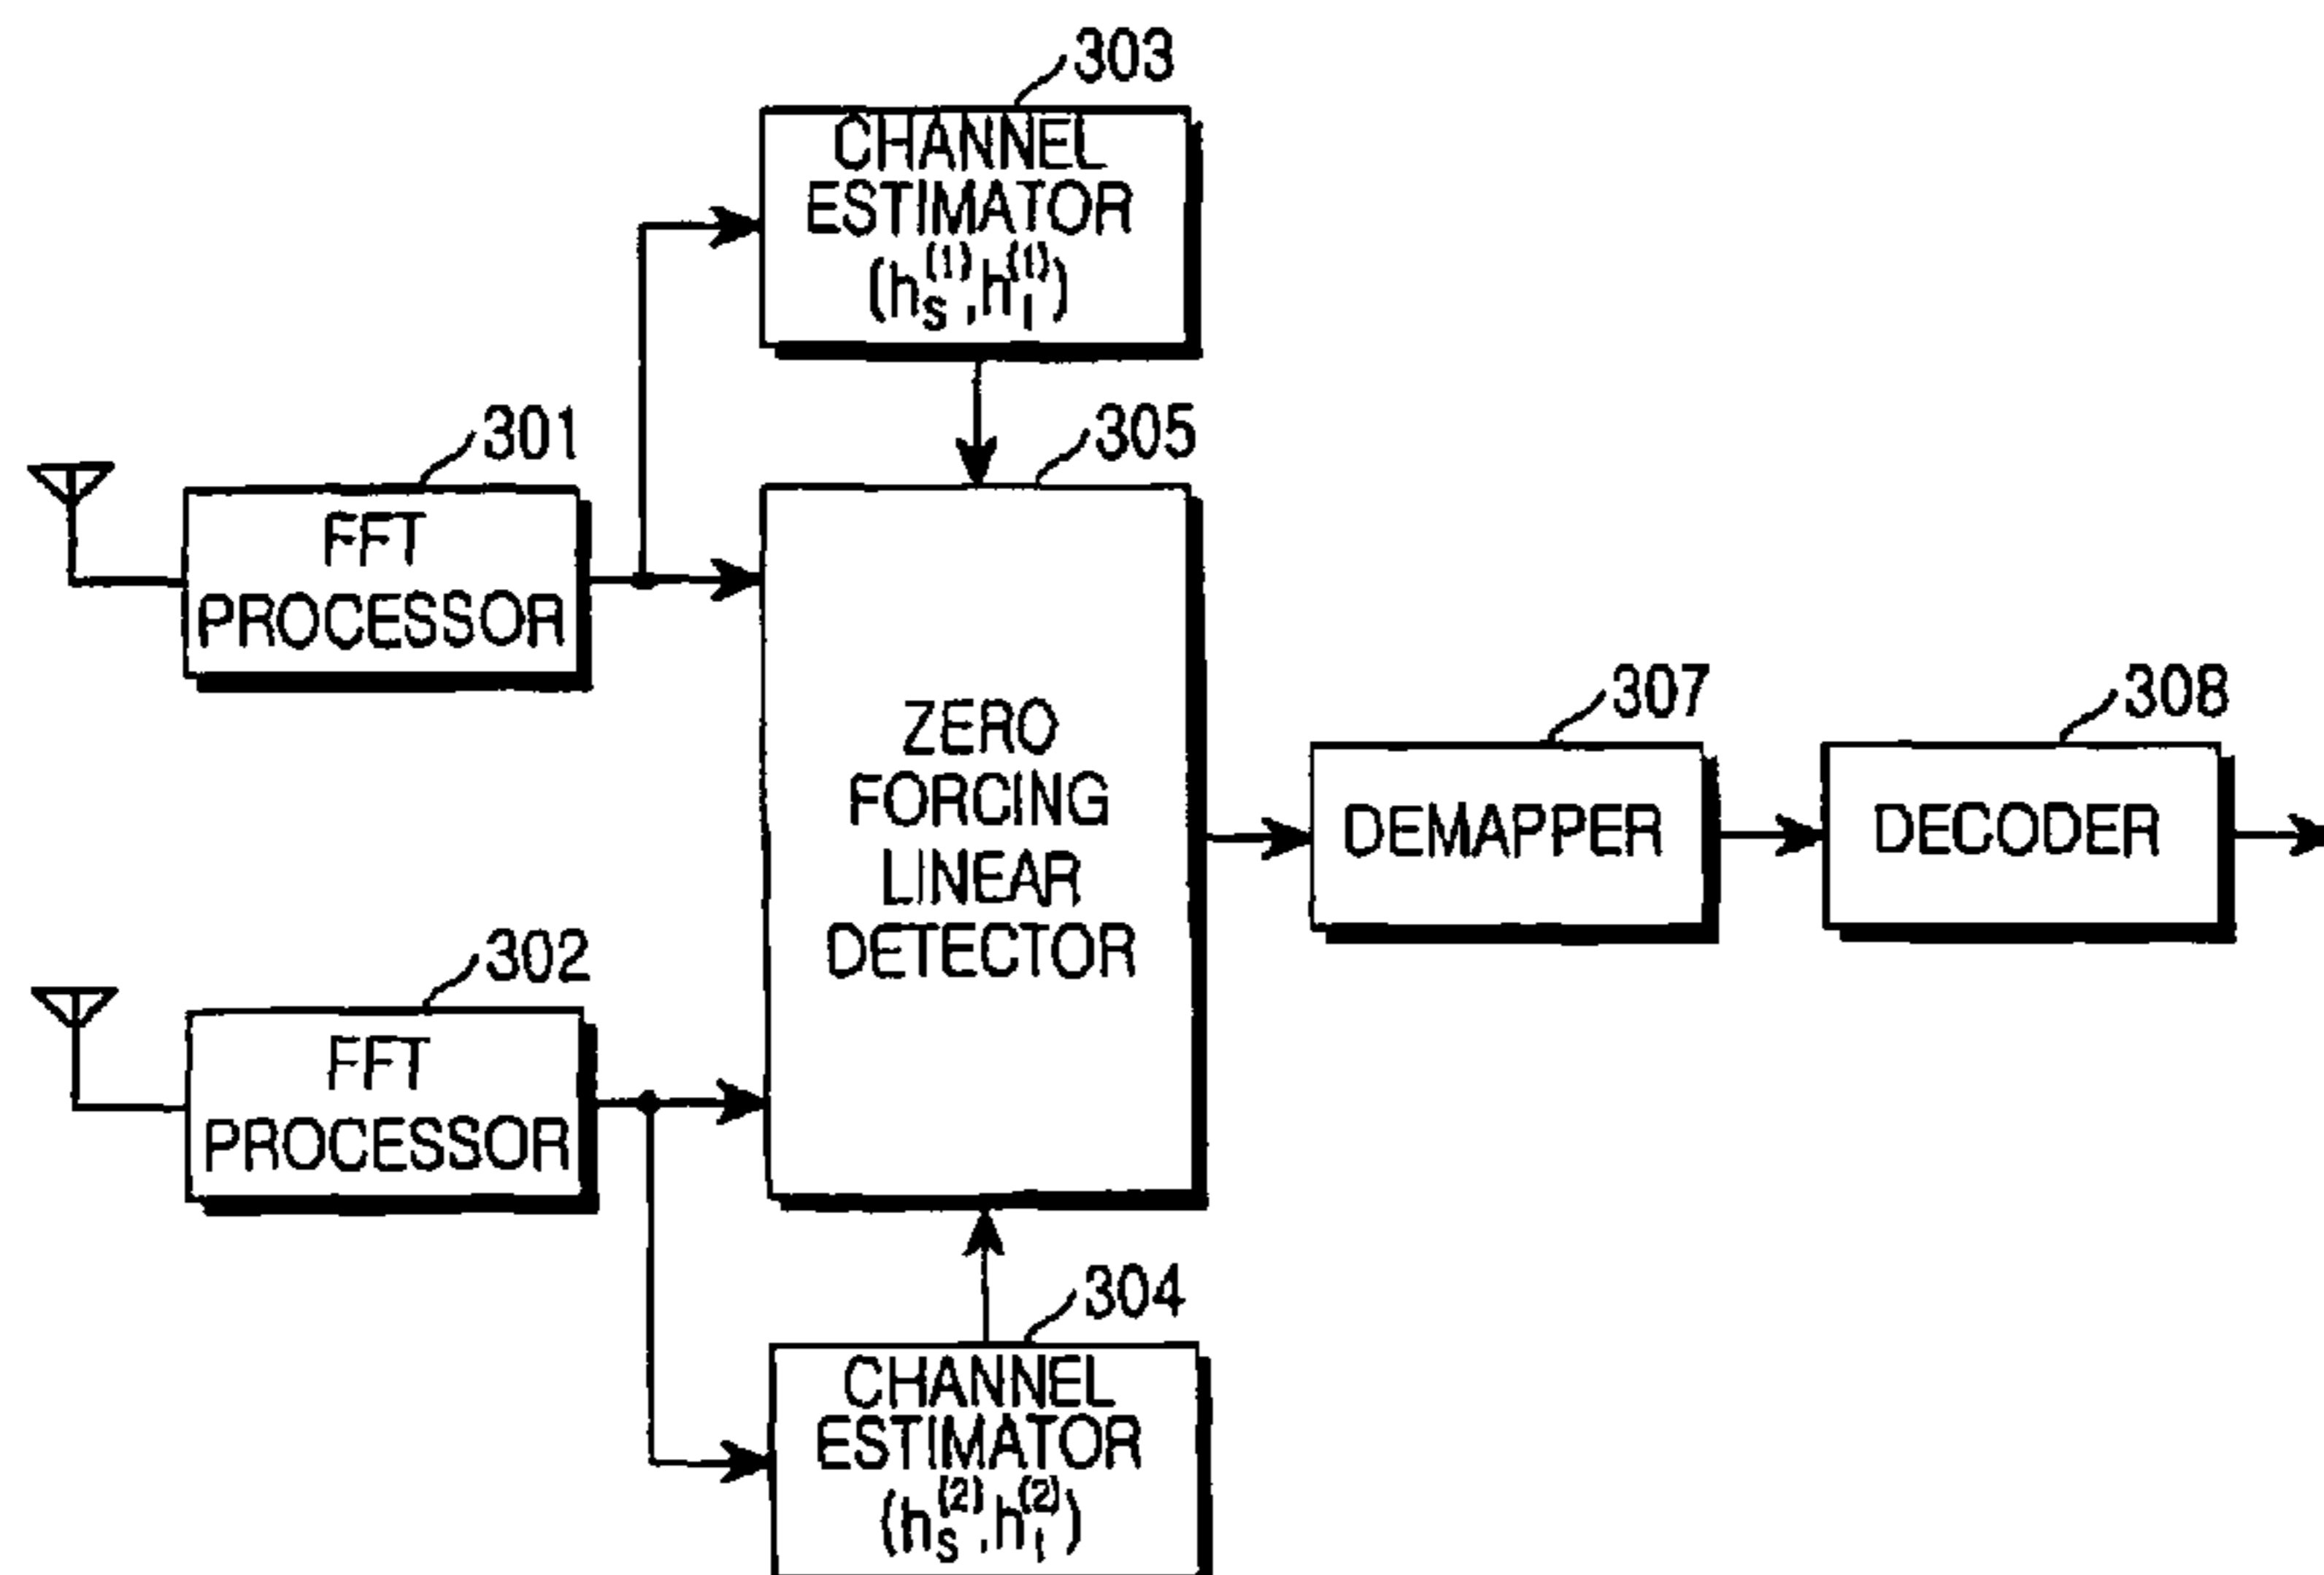 303
CHANNEL
ESTIMATOR
(h_s^(1),h_I^(1))
301
FFT
PROCESSOR
305
ZERO
FORCING
LINEAR
DETECTOR
307
DEMAPPER
308
DECODER
302
FFT
PROCESSOR
304
CHANNEL
ESTIMATOR
(h_s^(2),h_I^(2))